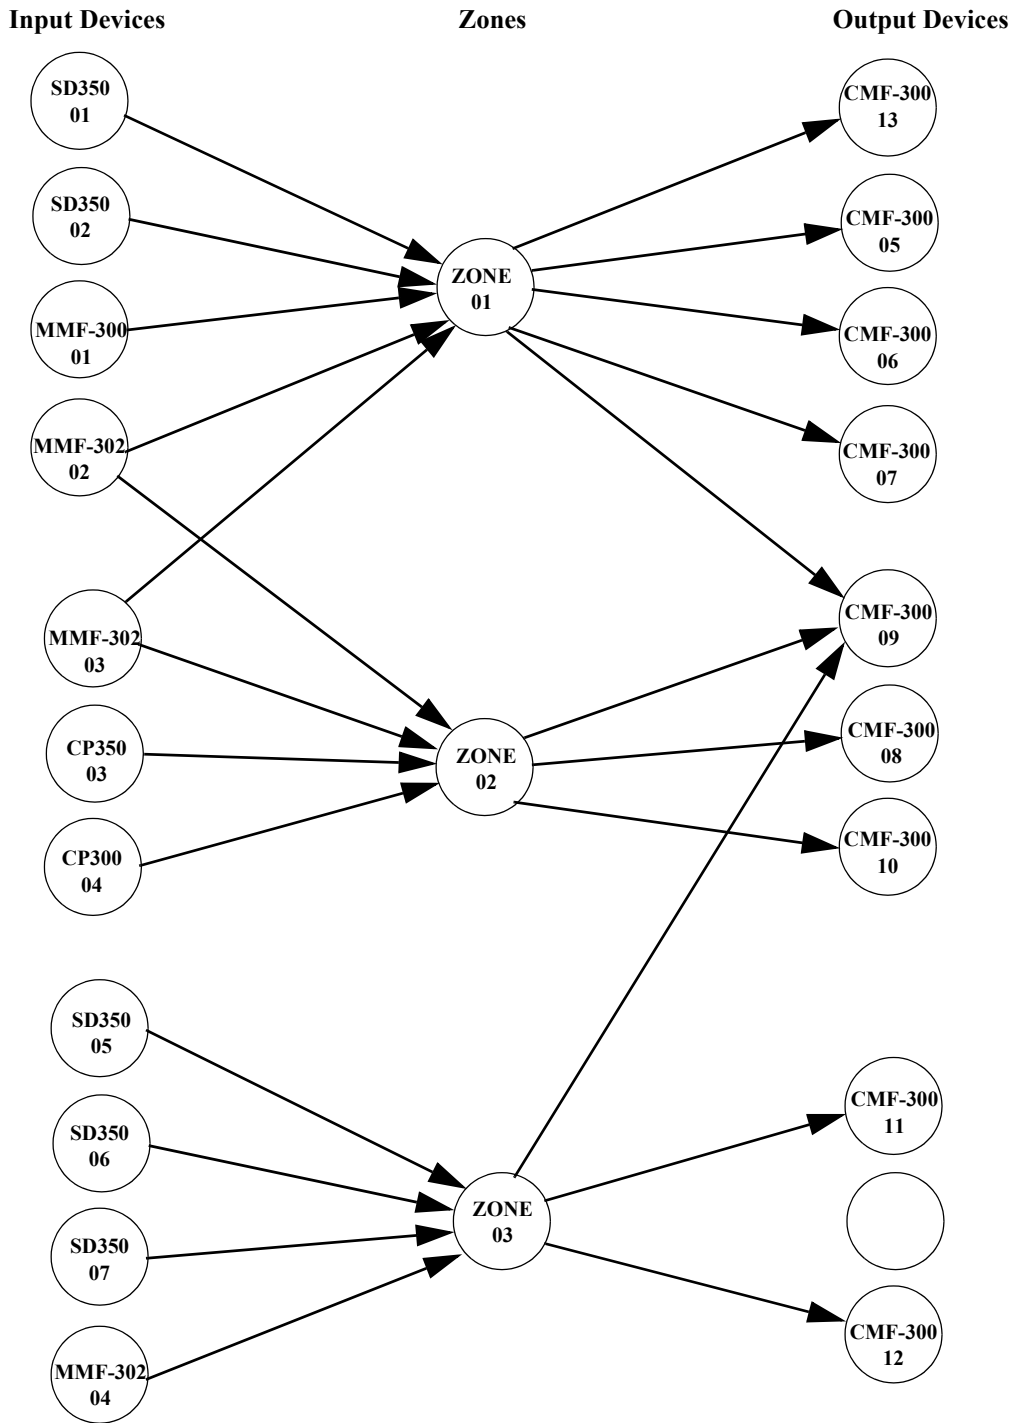 Input Devices
Zones
Output Devices
SD350
01
SD350
02
MMF-300
01
MMF-302
02
MMF-302
03
CP350
03
CP300
04
SD350
05
SD350
06
SD350
07
MMF-302
04
ZONE
01
ZONE
02
ZONE
03
CMF-300
13
CMF-300
05
CMF-300
06
CMF-300
07
CMF-300
09
CMF-300
08
CMF-300
10
CMF-300
11
CMF-300
12